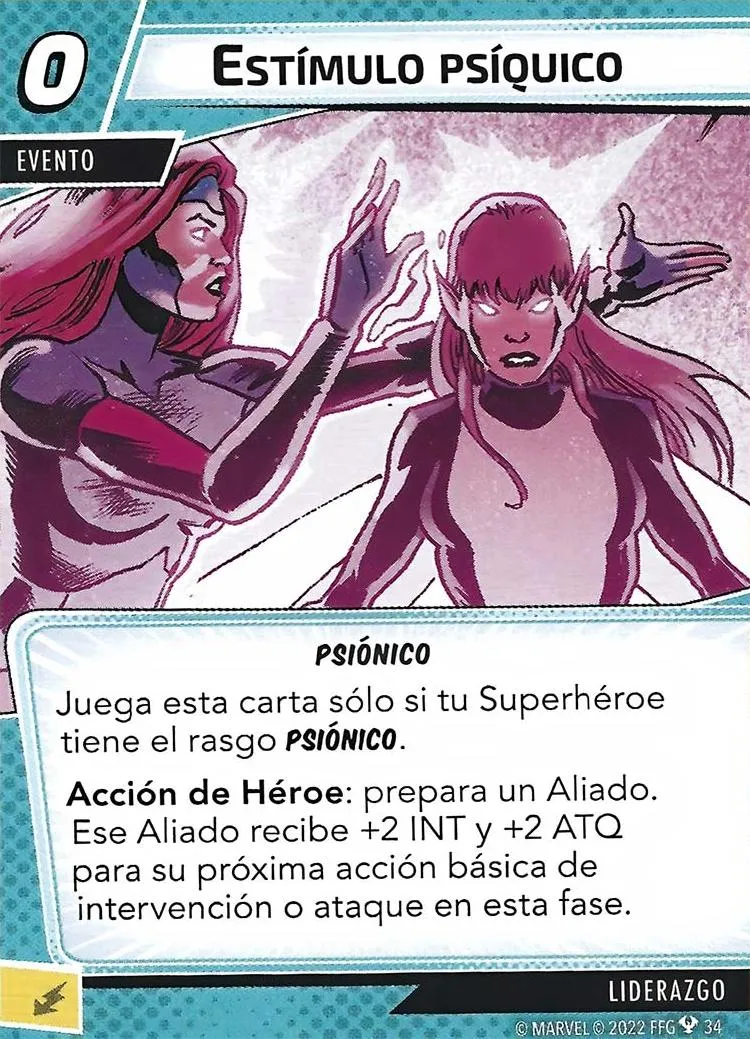 0
ESTÍMULO PSÍQUICO
EVENTO
PSIÓNICO
Juega esta carta sólo si tu Superhéroe
tiene el rasgo PSIÓNICO.
Acción de Héroe: prepara un Aliado.
Ese Aliado recibe +2 INT y +2 ATQ
para su próxima acción básica de
intervención o ataque en esta fase.
LIDERAZGO
© MARVEL © 2022 FFG 34